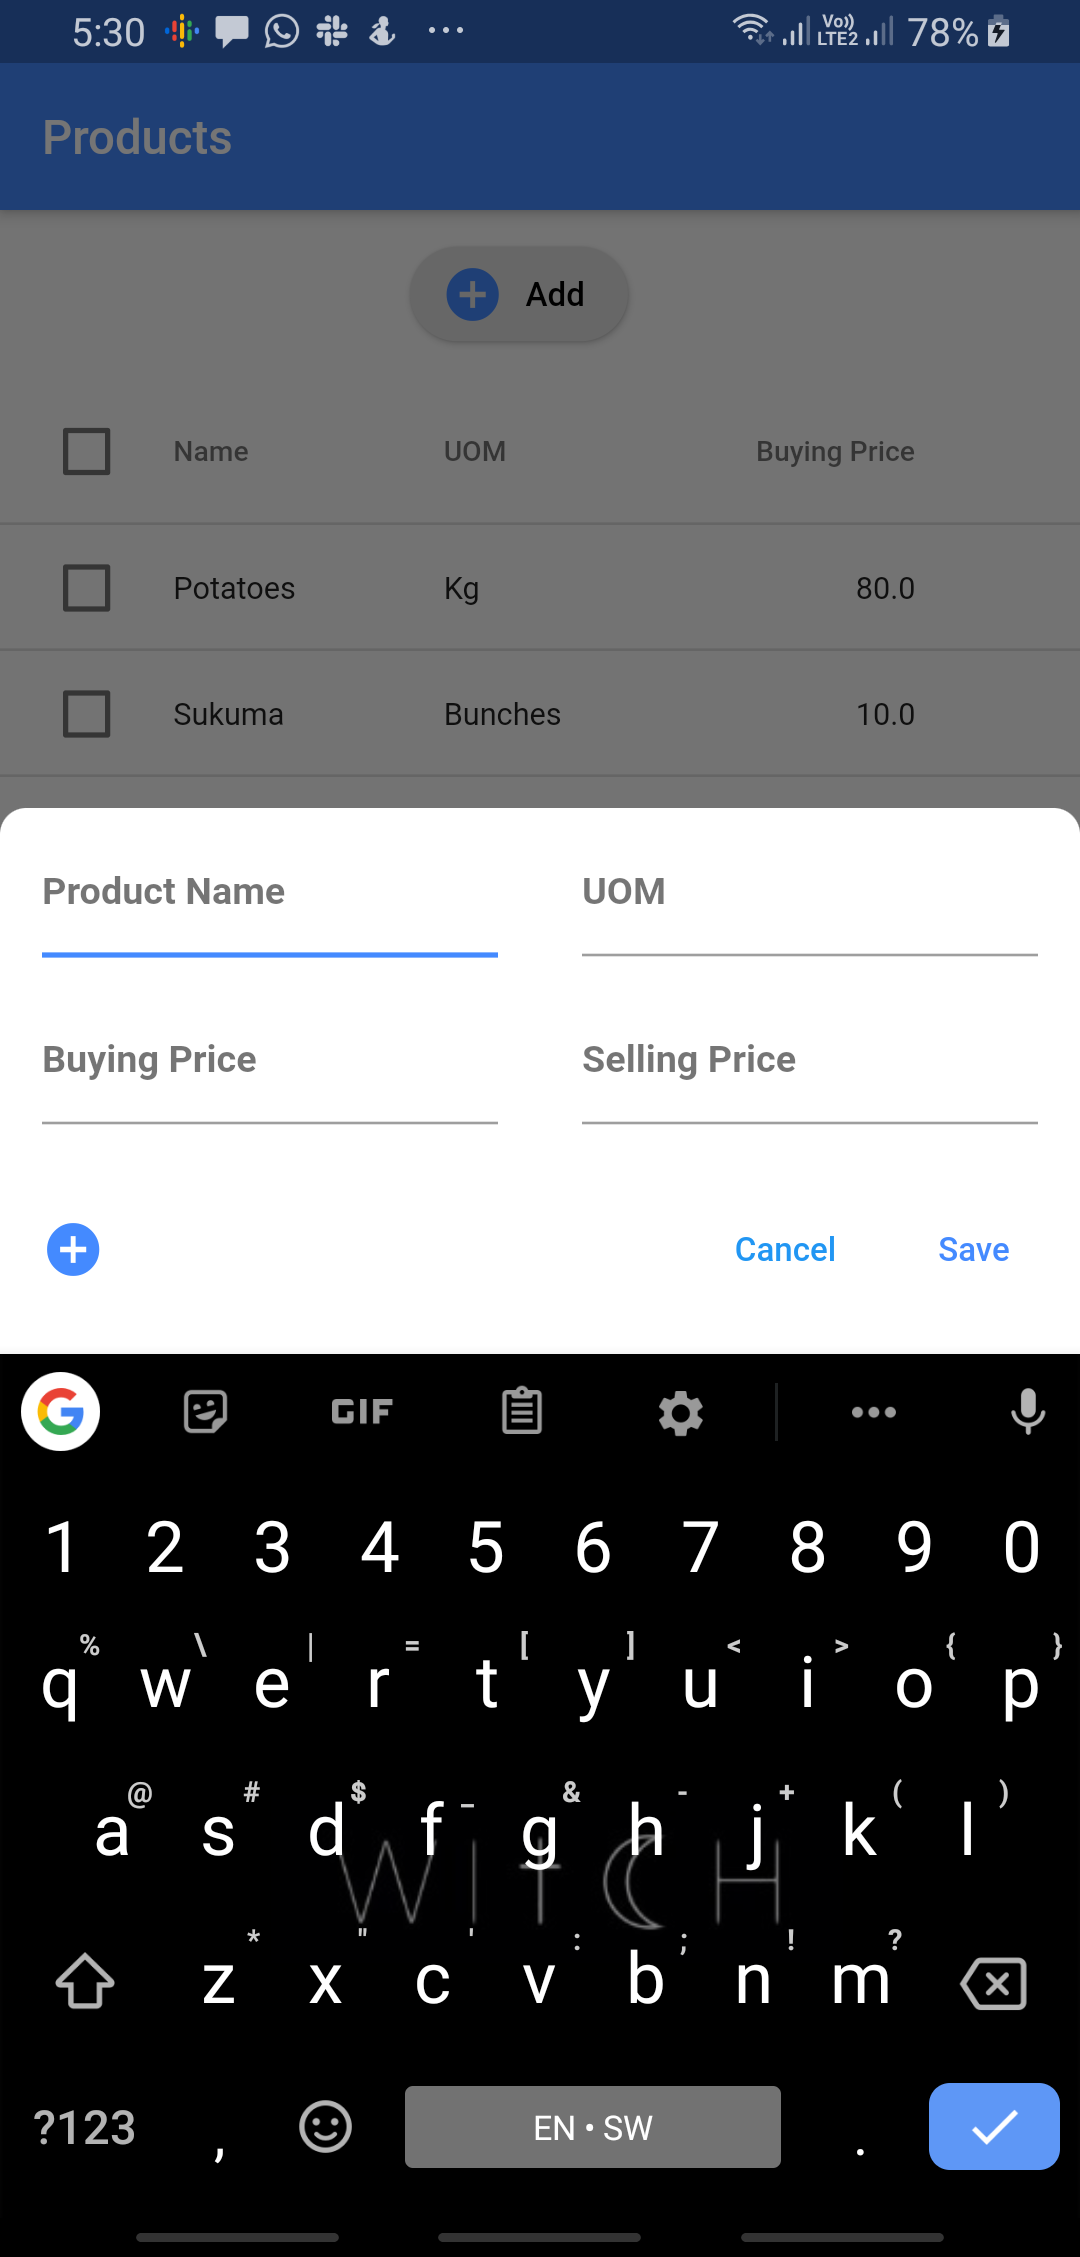 5:30 Vo)) LTE2 78%
Products
Add
Name UOM Buying Price
Potatoes Kg 80.0
Sukuma Bunches 10.0
Product Name UOM
Buying Price Selling Price
Cancel Save
G GIF
1 2 3 4 5 6 7 8 9 0
% \ | = [ ] < > { }
q w e r t y u i o p
@ # $ _ & - + ( )
a s d f g h j k l
WITCH
* " ' : ; ! ?
z x c v b n m
?123 , EN • SW .